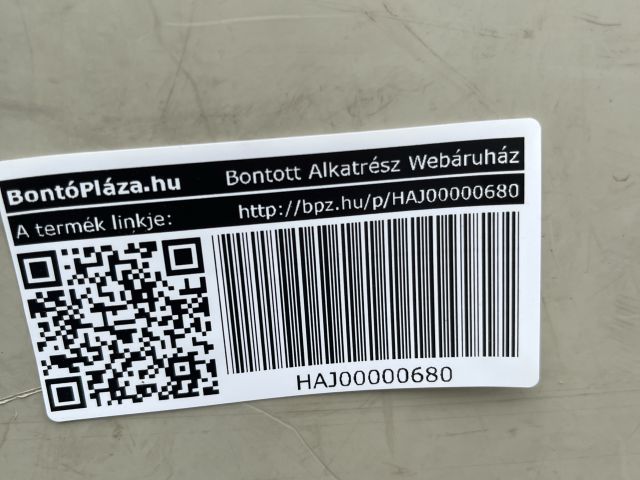 BontóPláza.hu Bontott Alkatrész Webáruház
A termék linkje: http://bpz.hu/p/HAJ00000680
HAJ00000680